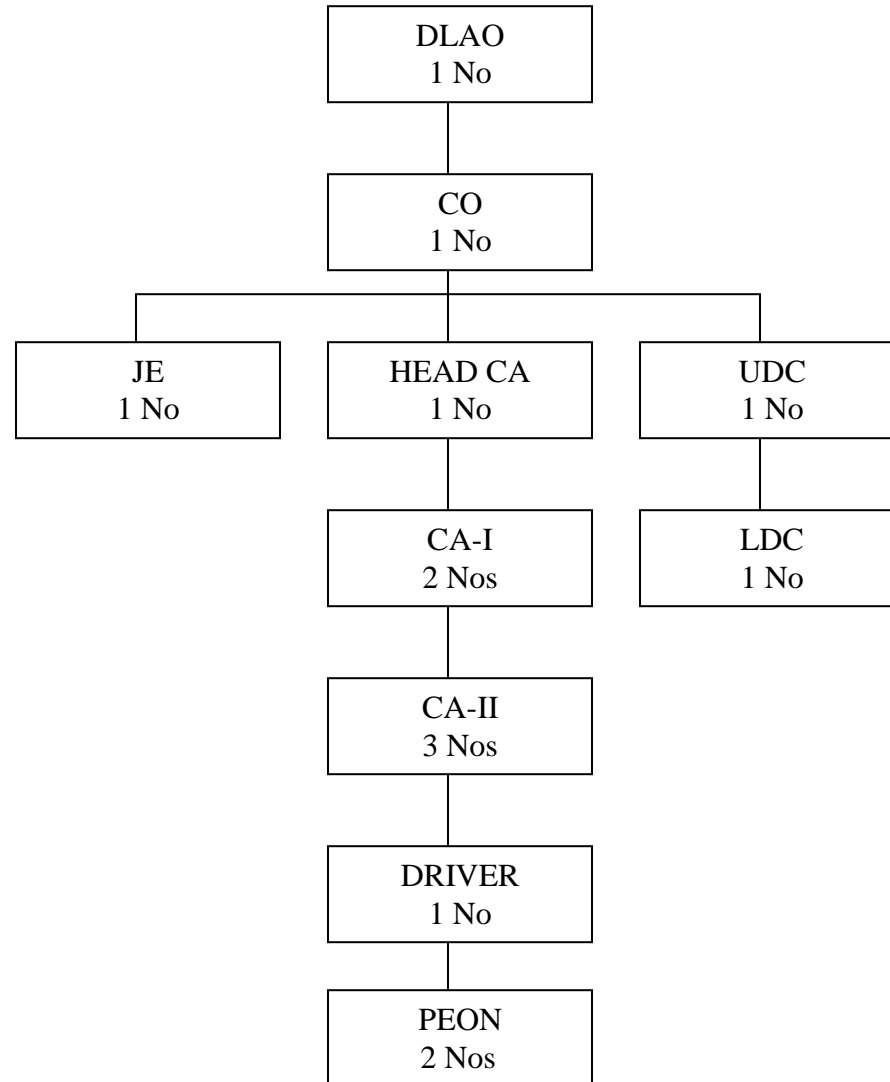 DLAO
1 No
CO
1 No
JE
1 No
HEAD CA
1 No
UDC
1 No
CA-I
2 Nos
LDC
1 No
CA-II
3 Nos
DRIVER
1 No
PEON
2 Nos